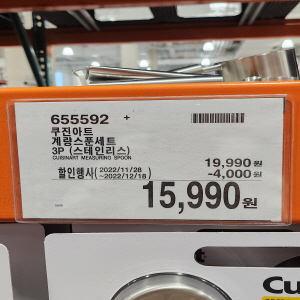 655592 +
쿠진아트
계량스푼세트
3P (스테인리스)
CUISINART MEASURING SPOON
19,990원
할인행사(2022/11/28 ~2022/12/18) -4,000원
15,990원
Cu